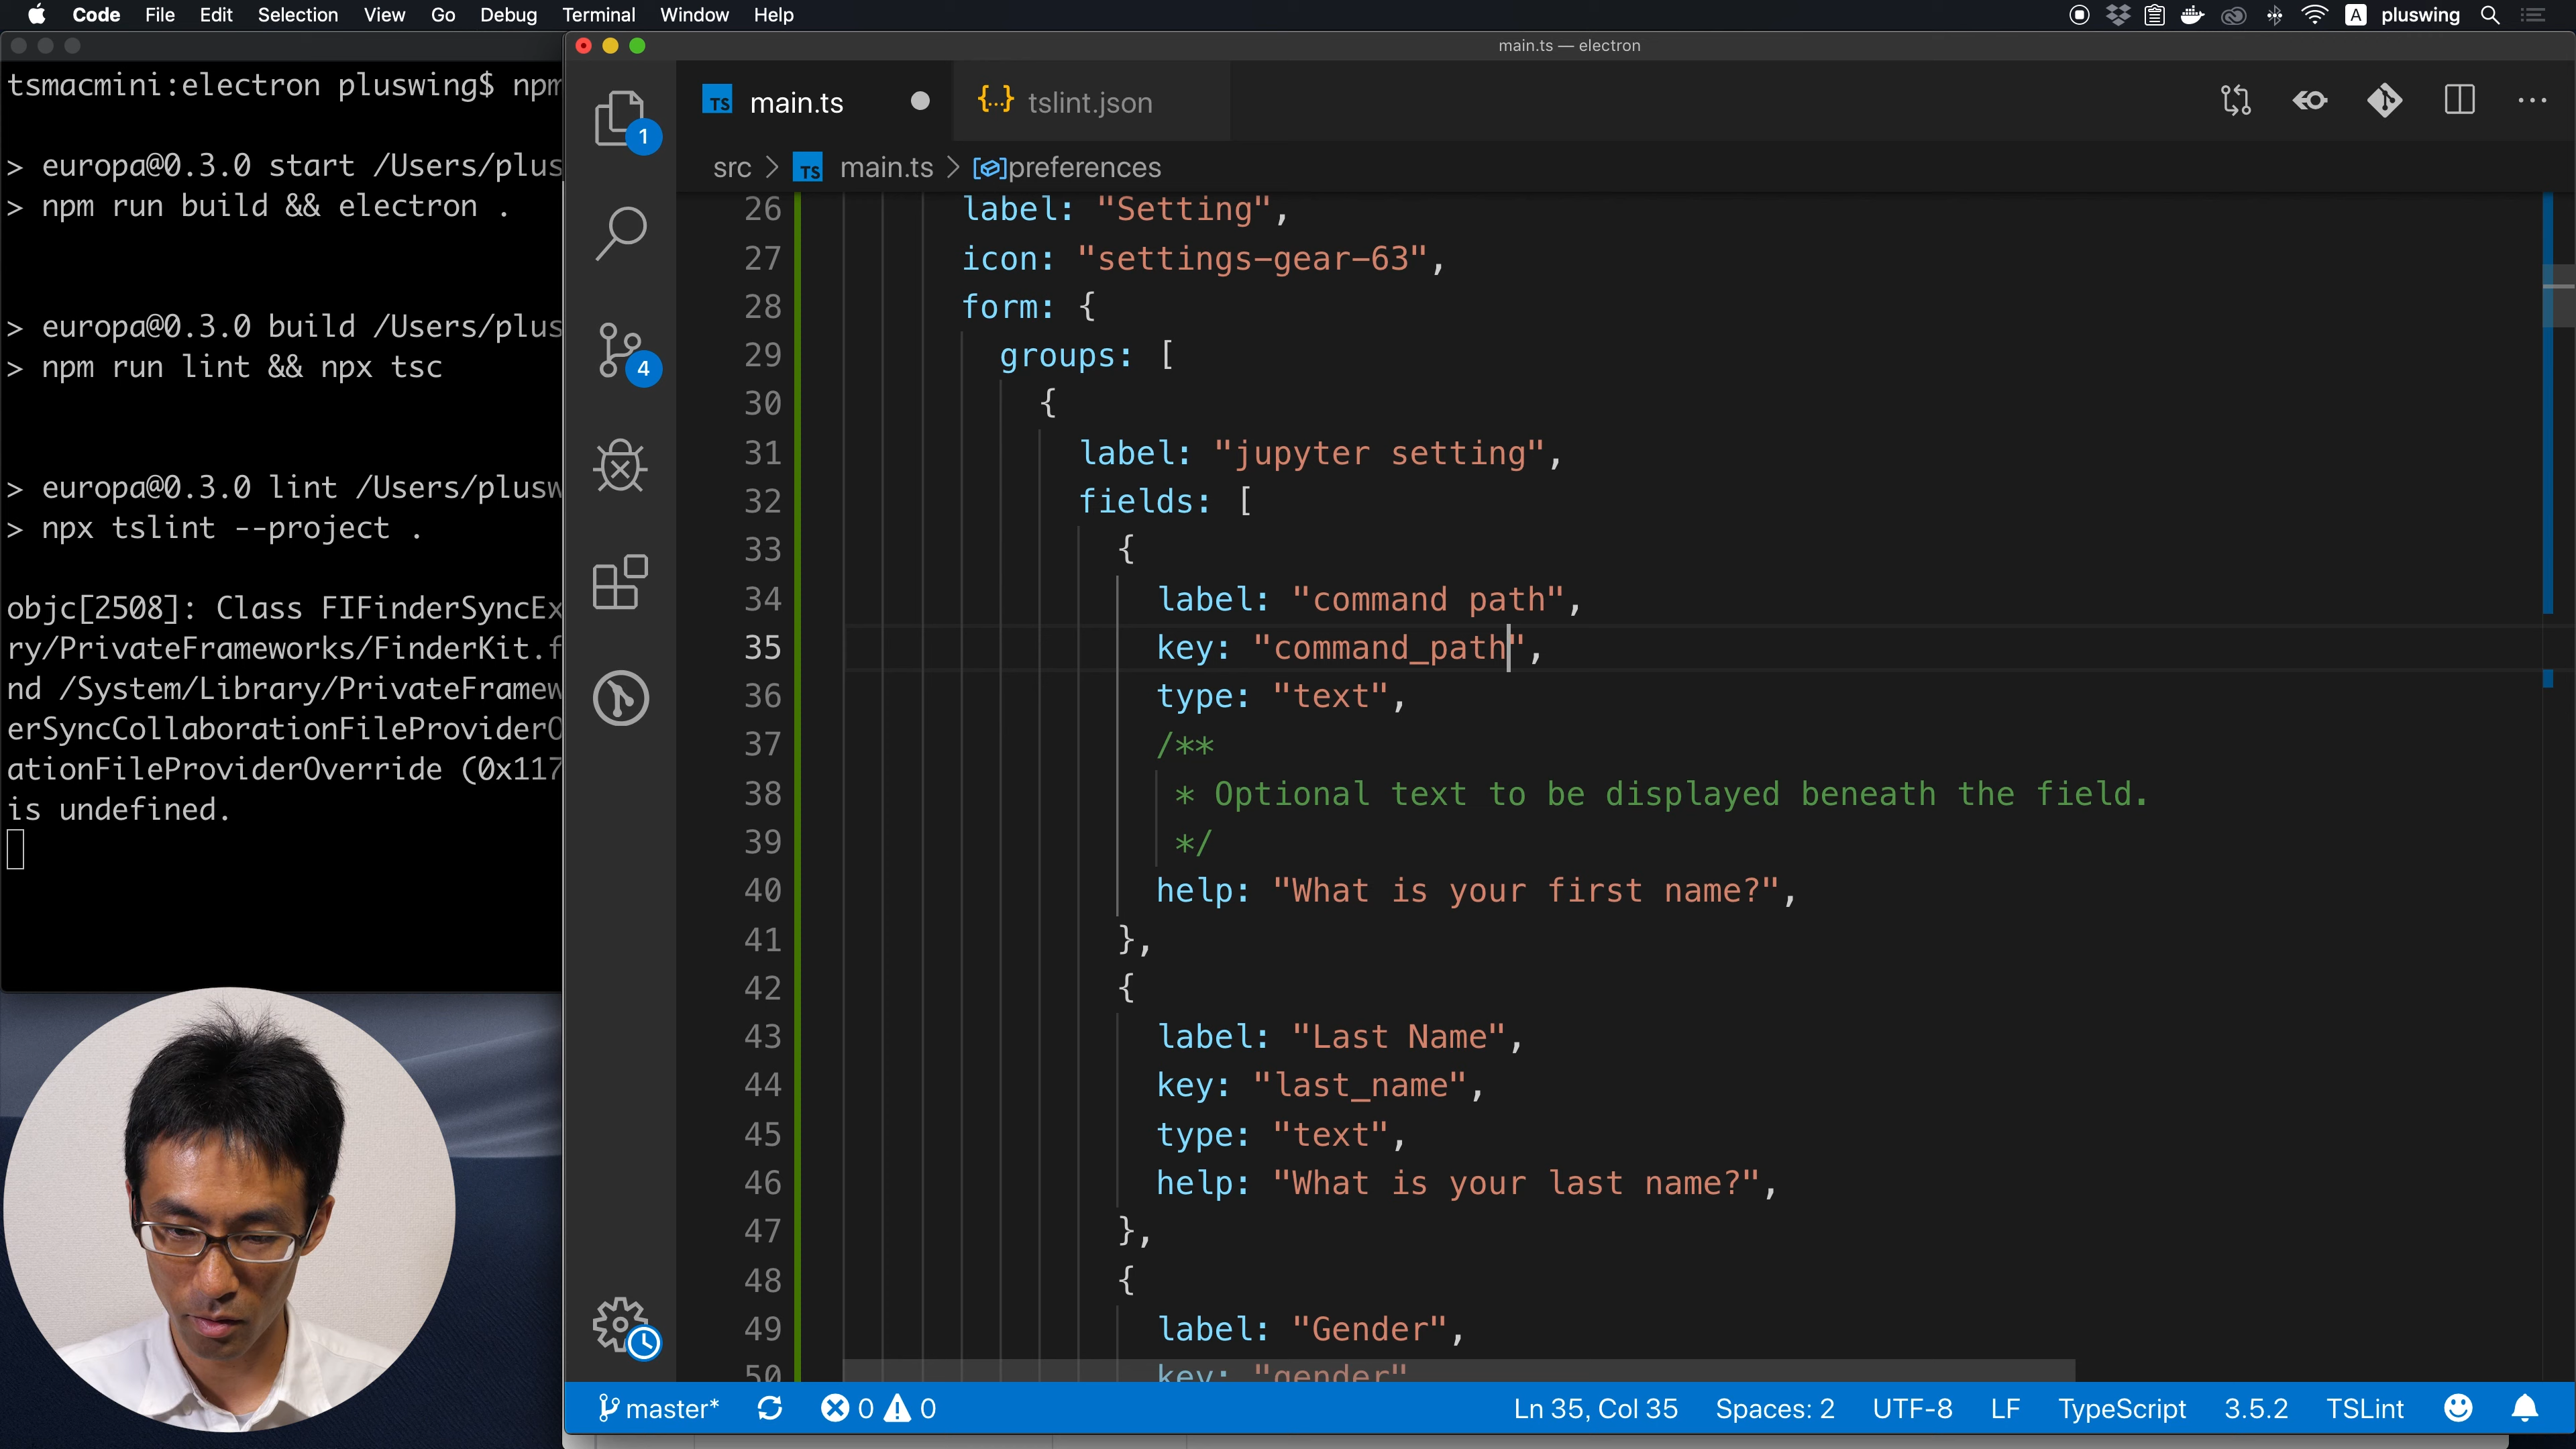 Code File Edit Selection View Go Debug Terminal Window Help
A pluswing
tsmacmini:electron pluswing$ npm
> europa@0.3.0 start /Users/plus
> npm run build && electron .
> europa@0.3.0 build /Users/plus
> npm run lint && npx tsc
> europa@0.3.0 lint /Users/plusw
> npx tslint --project .
objc[2508]: Class FIFinderSyncEx
ry/PrivateFrameworks/FinderKit.f
nd /System/Library/PrivateFramew
erSyncCollaborationFileProviderO
ationFileProviderOverride (0x117
is undefined.
main.ts — electron
TS main.ts
{..} tslint.json
src > TS main.ts > preferences
1
4
26 label: "Setting",
27 icon: "settings-gear-63",
28 form: {
29 groups: [
30 {
31 label: "jupyter setting",
32 fields: [
33 {
34 label: "command path",
35 key: "command_path",
36 type: "text",
37 /**
38 * Optional text to be displayed beneath the field.
39 */
40 help: "What is your first name?",
41 },
42 {
43 label: "Last Name",
44 key: "last_name",
45 type: "text",
46 help: "What is your last name?",
47 },
48 {
49 label: "Gender",
50 key: "gender"
master* 0 0 Ln 35, Col 35 Spaces: 2 UTF-8 LF TypeScript 3.5.2 TSLint